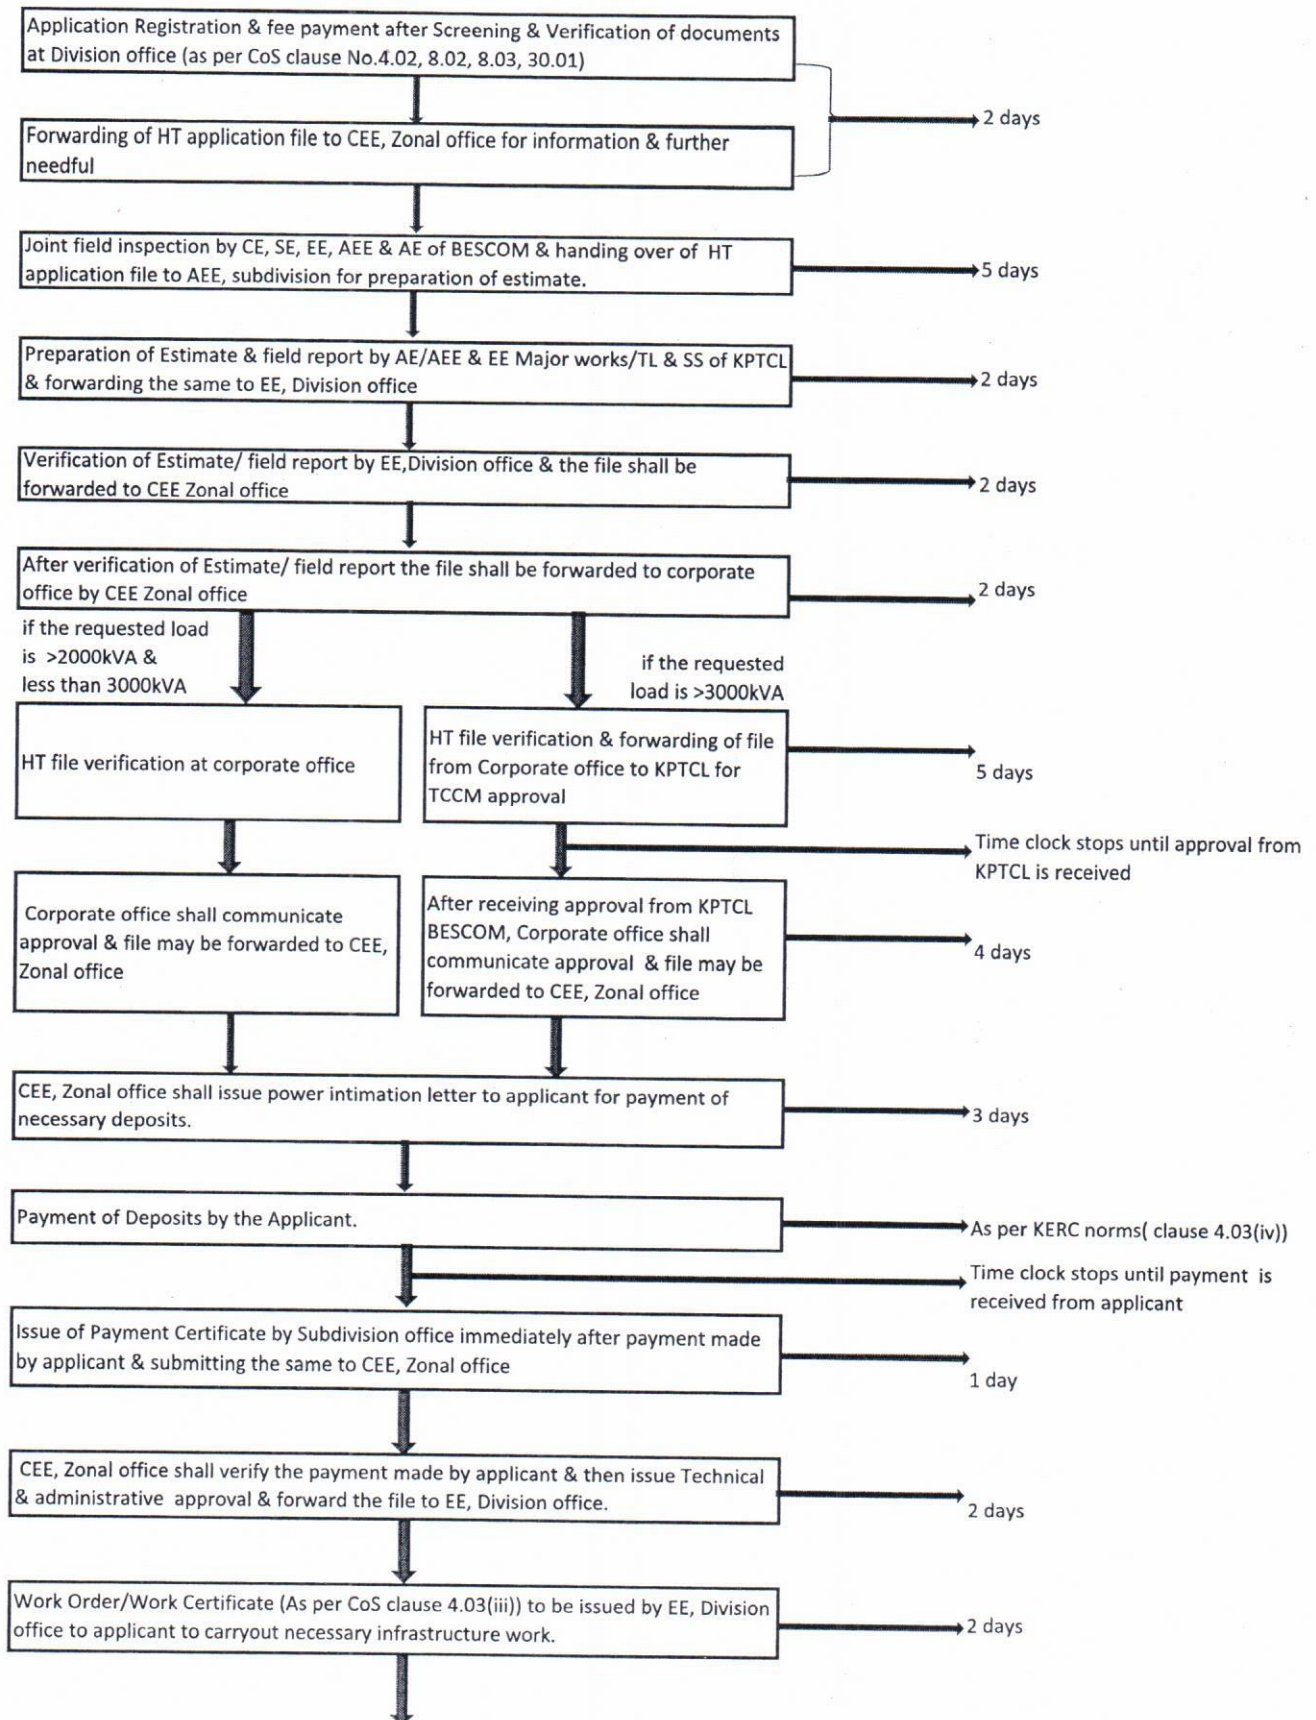 Application Registration & fee payment after Screening & Verification of documents
at Division office (as per CoS clause No.4.02, 8.02, 8.03, 30.01)
2 days
Forwarding of HT application file to CEE, Zonal office for information & further
needful
Joint field inspection by CE, SE, EE, AEE & AE of BESCOM & handing over of HT
application file to AEE, subdivision for preparation of estimate.
5 days
Preparation of Estimate & field report by AE/AEE & EE Major works/TL & SS of KPTCL
& forwarding the same to EE, Division office
2 days
Verification of Estimate/ field report by EE,Division office & the file shall be
forwarded to CEE Zonal office
2 days
After verification of Estimate/ field report the file shall be forwarded to corporate
office by CEE Zonal office
2 days
if the requested load
is >2000kVA &
less than 3000kVA
if the requested
load is >3000kVA
HT file verification at corporate office
HT file verification & forwarding of file
from Corporate office to KPTCL for
TCCM approval
5 days
Time clock stops until approval from
KPTCL is received
Corporate office shall communicate
approval & file may be forwarded to CEE,
Zonal office
After receiving approval from KPTCL
BESCOM, Corporate office shall
communicate approval & file may be
forwarded to CEE, Zonal office
4 days
CEE, Zonal office shall issue power intimation letter to applicant for payment of
necessary deposits.
3 days
Payment of Deposits by the Applicant.
As per KERC norms( clause 4.03(iv))
Time clock stops until payment is
received from applicant
Issue of Payment Certificate by Subdivision office immediately after payment made
by applicant & submitting the same to CEE, Zonal office
1 day
CEE, Zonal office shall verify the payment made by applicant & then issue Technical
& administrative approval & forward the file to EE, Division office.
2 days
Work Order/Work Certificate (As per CoS clause 4.03(iii)) to be issued by EE, Division
office to applicant to carryout necessary infrastructure work.
2 days